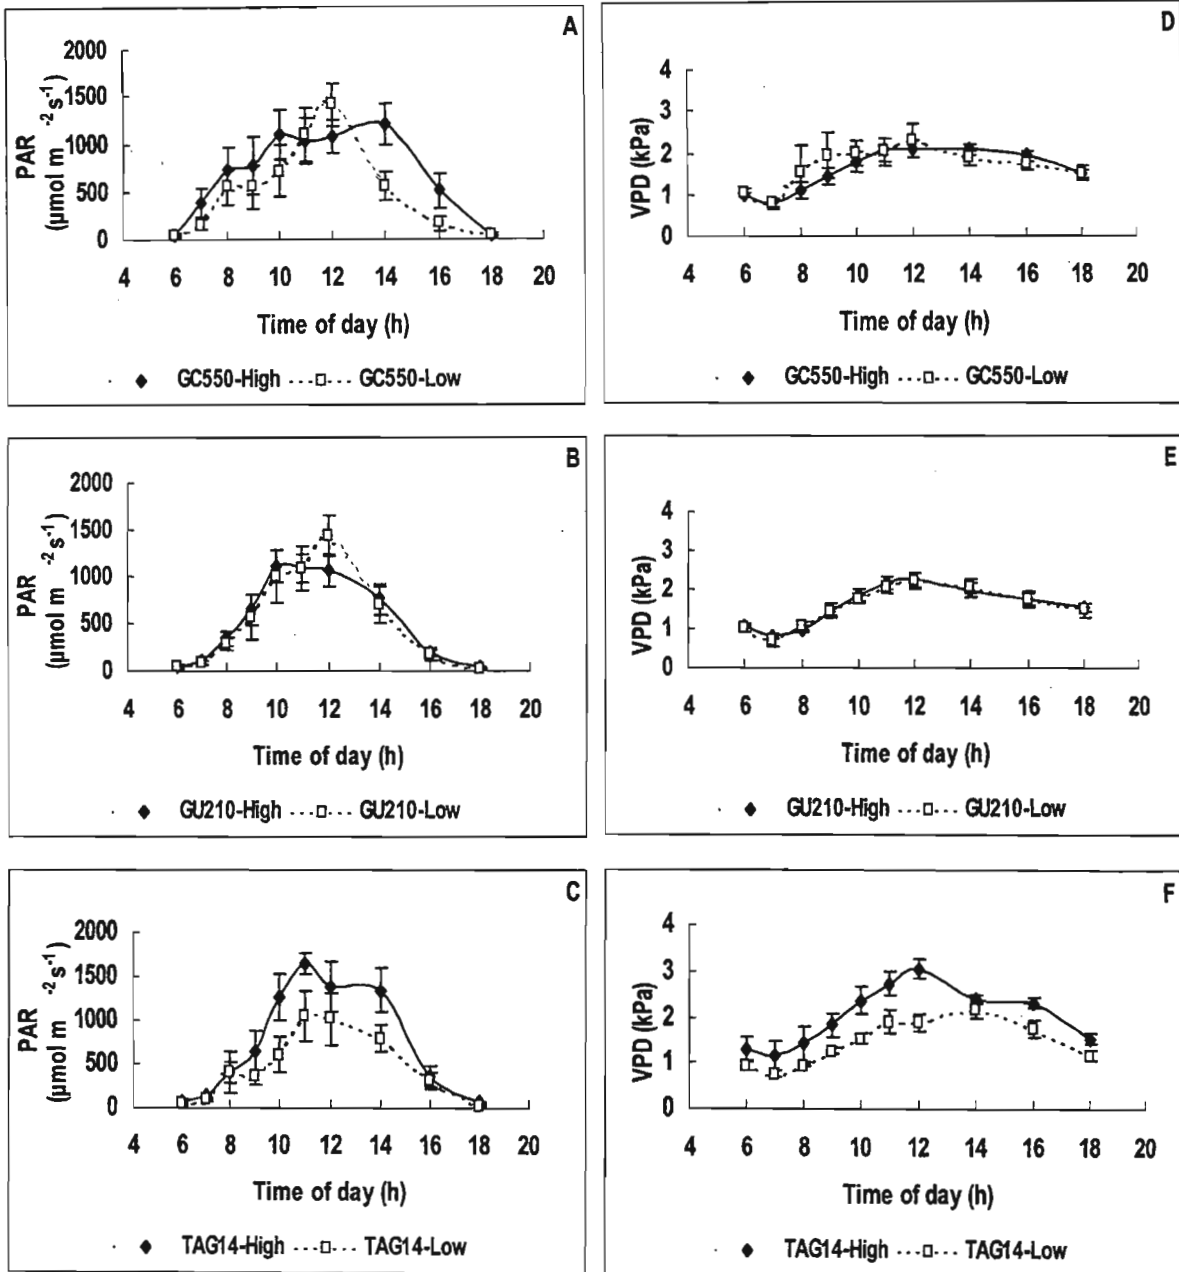 A
2000
1500
1000
500
0
PAR
(µmol m -2 s-1)
4 6 8 10 12 14 16 18 20
Time of day (h)
GC550-High GC550-Low
D
4
3
2
1
0
VPD (kPa)
4 6 8 10 12 14 16 18 20
Time of day (h)
GC550-High GC550-Low
B
2000
1500
1000
500
0
PAR
(µmol m -2 s-1)
4 6 8 10 12 14 16 18 20
Time of day (h)
GU210-High GU210-Low
E
4
3
2
1
0
VPD (kPa)
4 6 8 10 12 14 16 18 20
Time of day (h)
GU210-High GU210-Low
C
2000
1500
1000
500
0
PAR
(µmol m -2 s-1)
4 6 8 10 12 14 16 18 20
Time of day (h)
TAG14-High TAG14-Low
F
4
3
2
1
0
VPD (kPa)
4 6 8 10 12 14 16 18 20
Time of day (h)
TAG14-High TAG14-Low